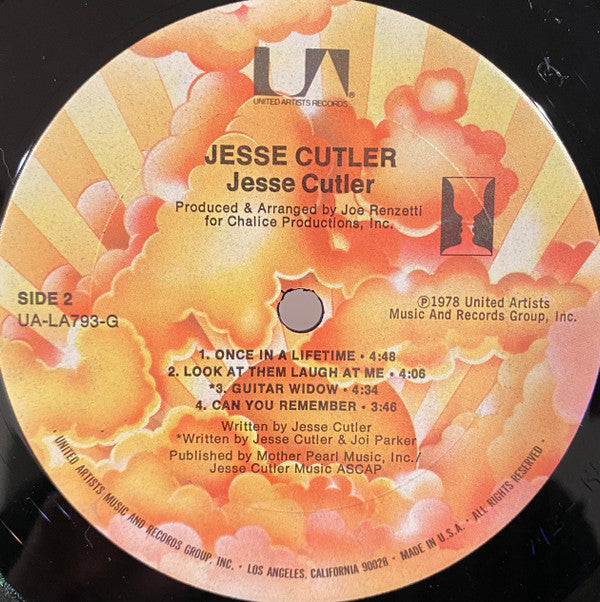 UA®
UNITED ARTISTS RECORDS
JESSE CUTLER
Jesse Cutler
Produced & Arranged by Joe Renzetti
for Chalice Productions, Inc.
SIDE 2
UA-LA793-G
℗1978 United Artists
Music And Records Group, Inc.
1. ONCE IN A LIFETIME • 4:48
2. LOOK AT THEM LAUGH AT ME • 4:06
*3. GUITAR WIDOW • 4:34
4. CAN YOU REMEMBER • 3:46
Written by Jesse Cutler
*Written by Jesse Cutler & Joi Parker
Published by Mother Pearl Music, Inc./
Jesse Cutler Music ASCAP
UNITED ARTISTS MUSIC AND RECORDS GROUP, INC. • LOS ANGELES, CALIFORNIA 90028 • MADE IN U.S.A. • ALL RIGHTS RESERVED •